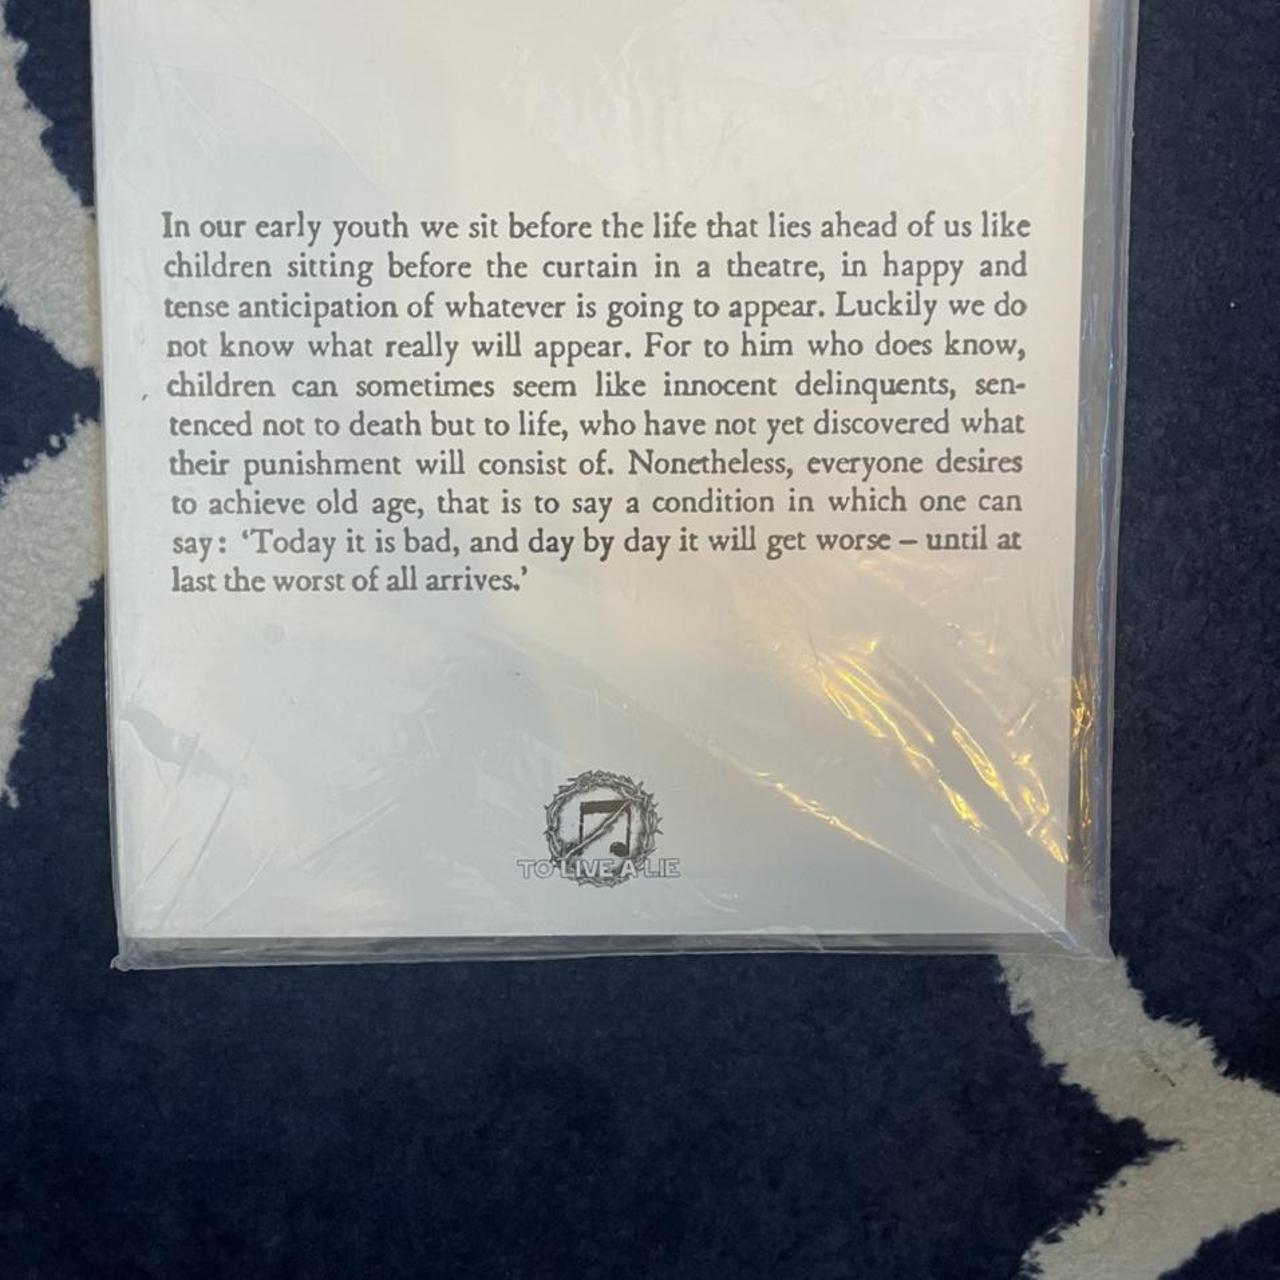 In our early youth we sit before the life that lies ahead of us like
children sitting before the curtain in a theatre, in happy and
tense anticipation of whatever is going to appear. Luckily we do
not know what really will appear. For to him who does know,
children can sometimes seem like innocent delinquents, sen-
tenced not to death but to life, who have not yet discovered what
their punishment will consist of. Nonetheless, everyone desires
to achieve old age, that is to say a condition in which one can
say: ‘Today it is bad, and day by day it will get worse – until at
last the worst of all arrives.’
TO LIVE A LIE